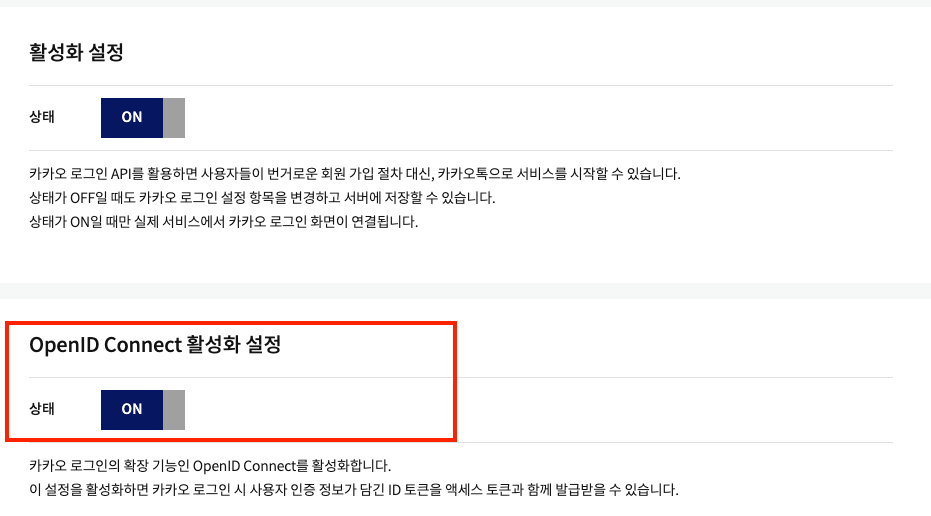 활성화 설정
상태 ON
카카오 로그인 API를 활용하면 사용자들이 번거로운 회원 가입 절차 대신, 카카오톡으로 서비스를 시작할 수 있습니다.
상태가 OFF일 때도 카카오 로그인 설정 항목을 변경하고 서버에 저장할 수 있습니다.
상태가 ON일 때만 실제 서비스에서 카카오 로그인 화면이 연결됩니다.
OpenID Connect 활성화 설정
상태 ON
카카오 로그인의 확장 기능인 OpenID Connect를 활성화합니다.
이 설정을 활성화하면 카카오 로그인 시 사용자 인증 정보가 담긴 ID 토큰을 액세스 토큰과 함께 발급받을 수 있습니다.